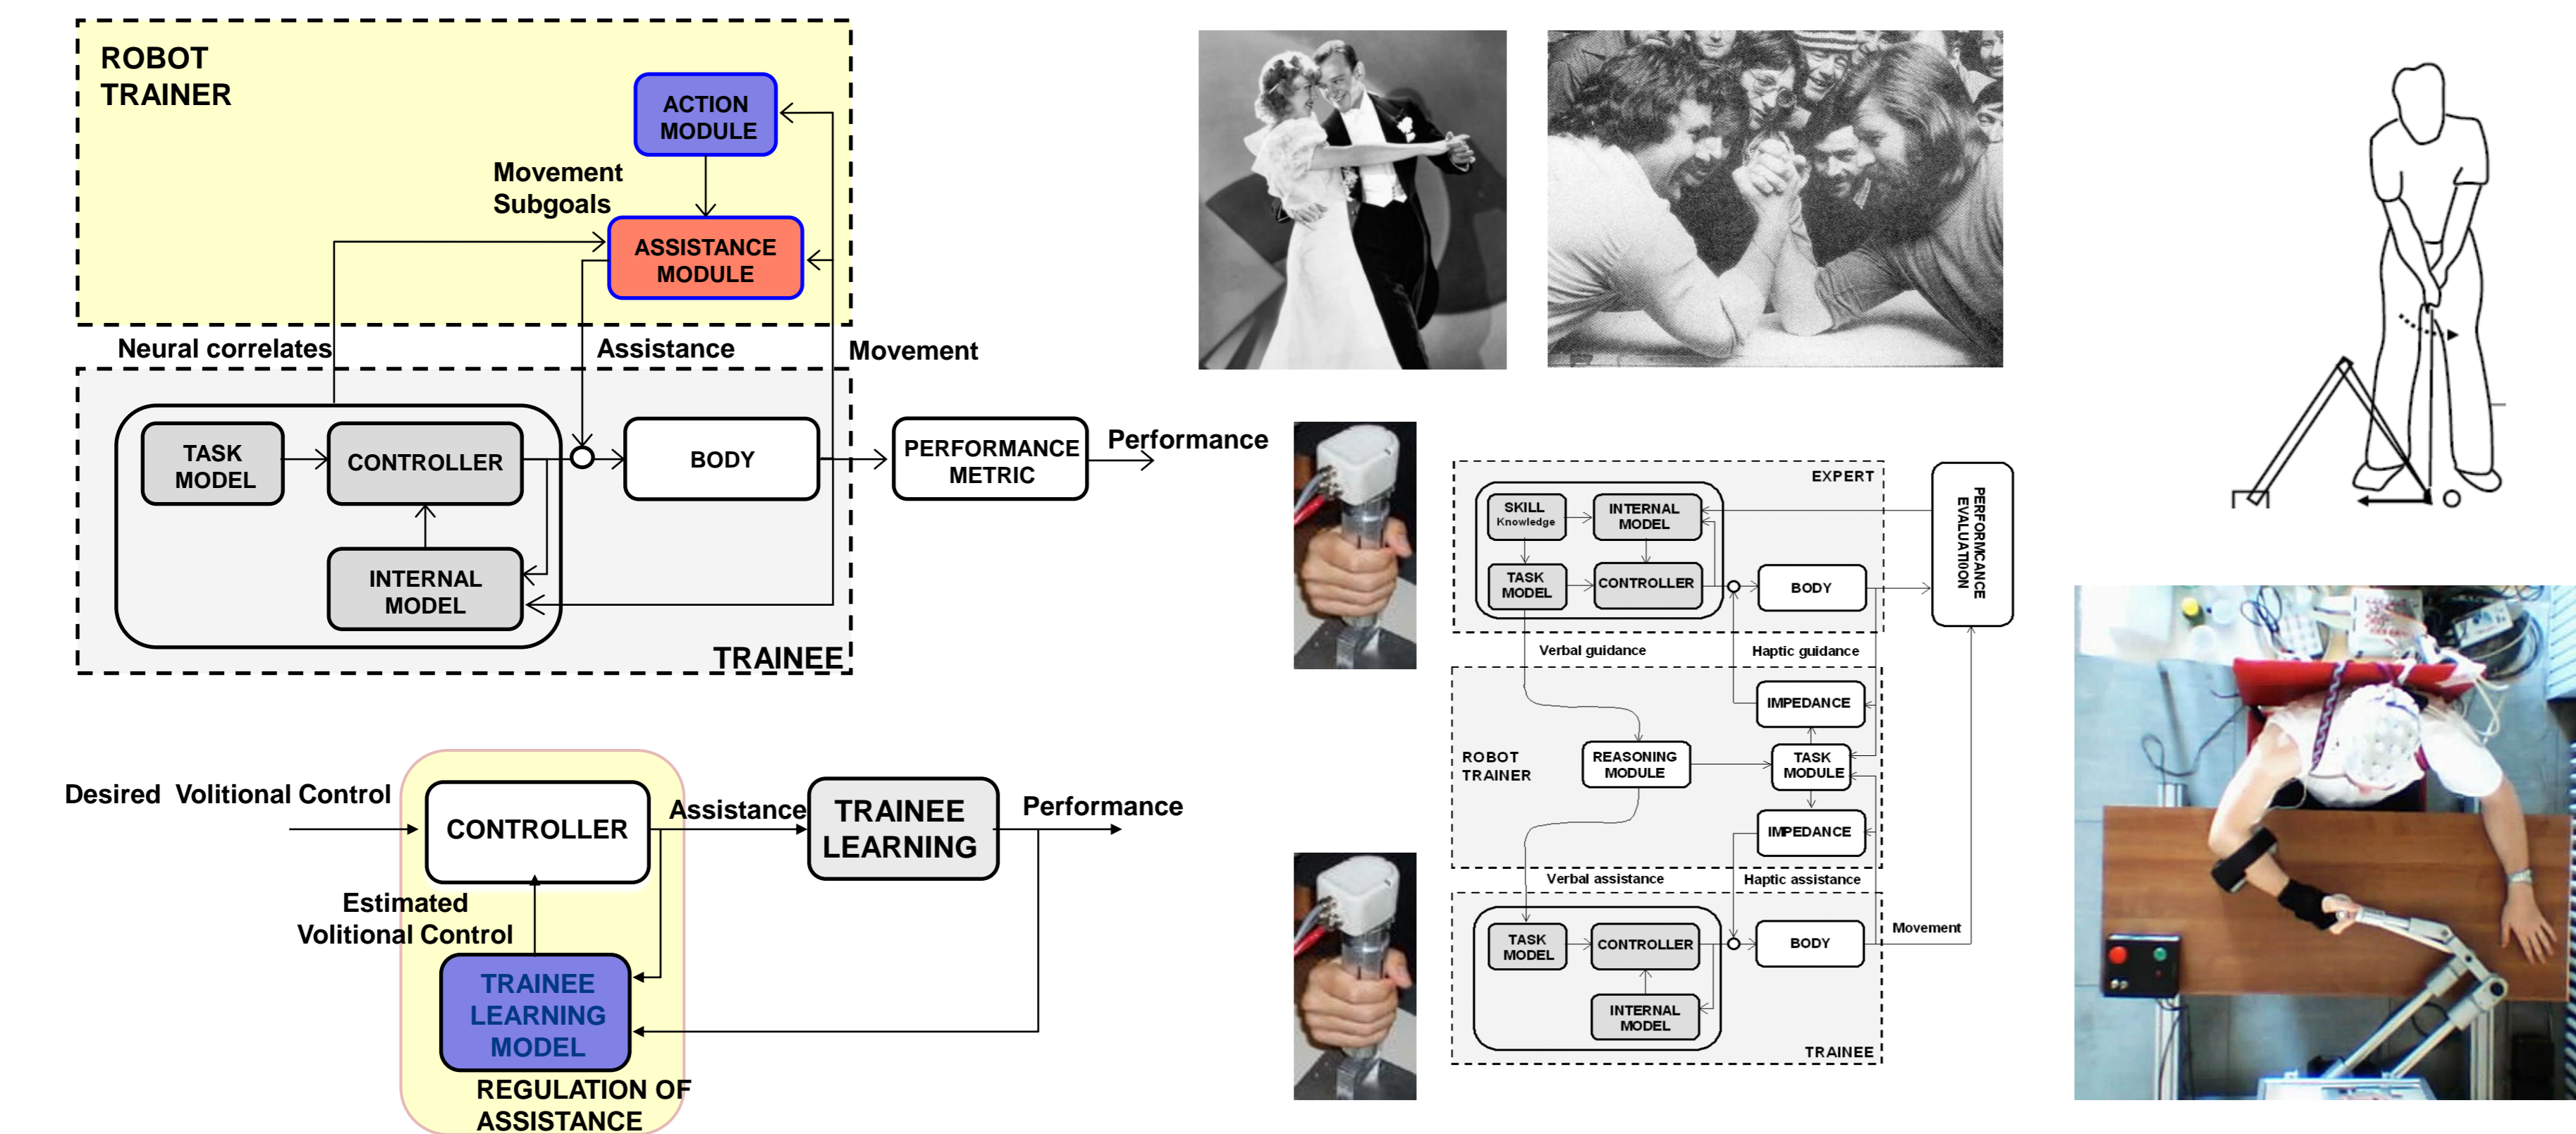 ROBOT
TRAINER
ACTION
MODULE
Movement
Subgoals
ASSISTANCE
MODULE
Neural correlates
Assistance
Movement
TASK
MODEL
CONTROLLER
BODY
PERFORMANCE
METRIC
Performance
INTERNAL
MODEL
TRAINEE
Desired Volitional Control
CONTROLLER
Assistance
TRAINEE
LEARNING
Performance
Estimated
Volitional Control
TRAINEE
LEARNING
MODEL
REGULATION OF
ASSISTANCE
EXPERT
SKILL
Knowledge
INTERNAL
MODEL
TASK
MODEL
CONTROLLER
BODY
PERFORMCANCE
EVALUATI0ON
Verbal guidance
Haptic guidance
IMPEDANCE
ROBOT
TRAINER
REASONING
MODULE
TASK
MODULE
IMPEDANCE
Verbal assistance
Haptic assistance
TASK
MODEL
CONTROLLER
BODY
Movement
INTERNAL
MODEL
TRAINEE